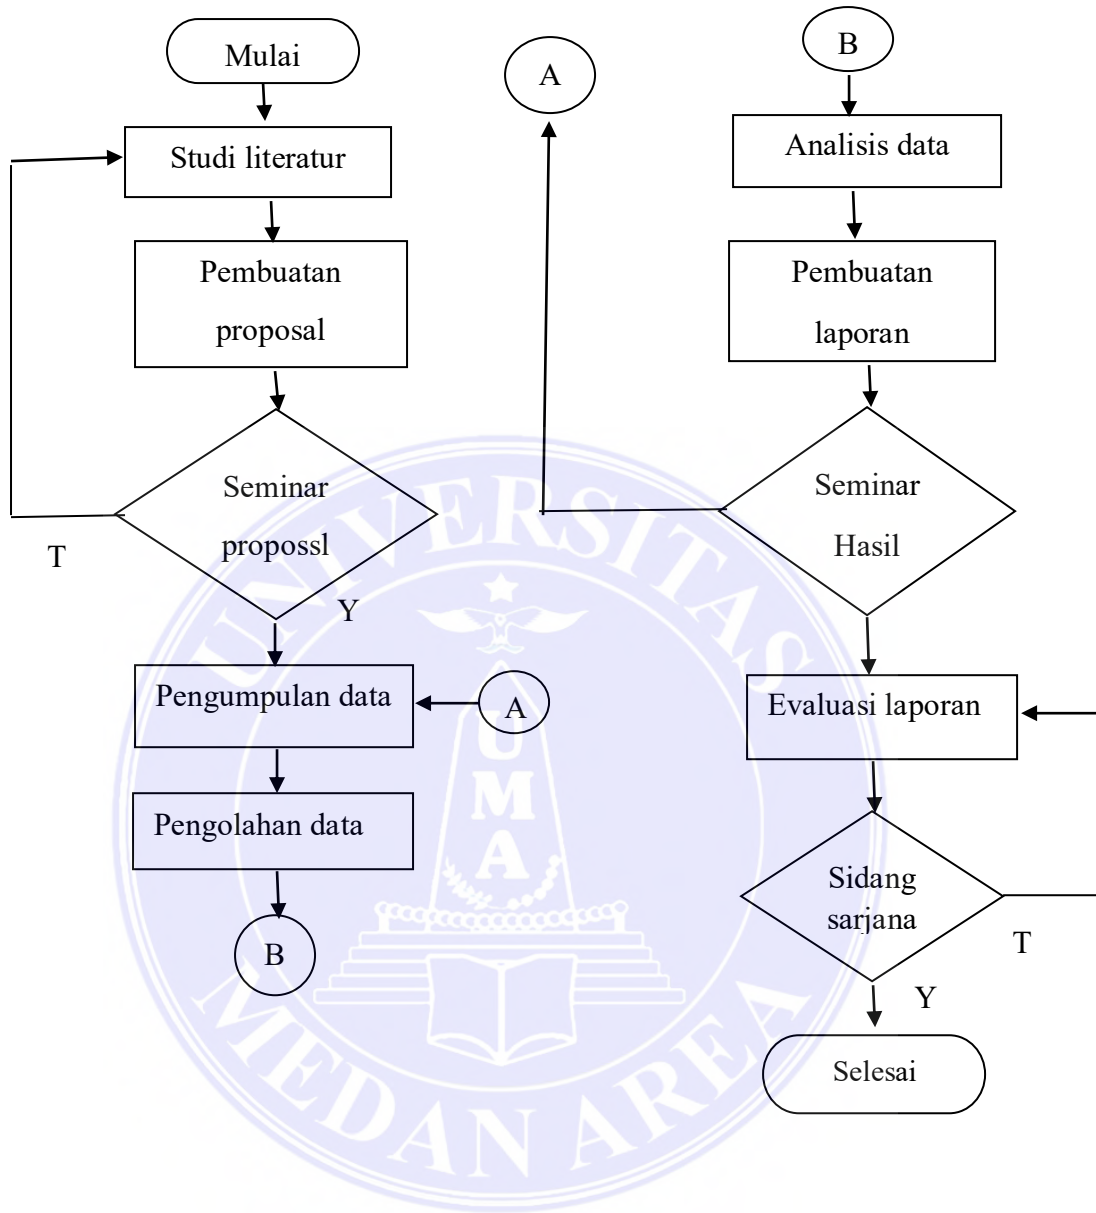 Mulai
Studi literatur
Pembuatan
proposal
Seminar
propossl
T
Y
Pengumpulan data
A
Pengolahan data
B
A
B
Analisis data
Pembuatan
laporan
Seminar
Hasil
Evaluasi laporan
Sidang
sarjana
T
Y
Selesai
UNIVERSITAS
UMA
MEDAN AREA